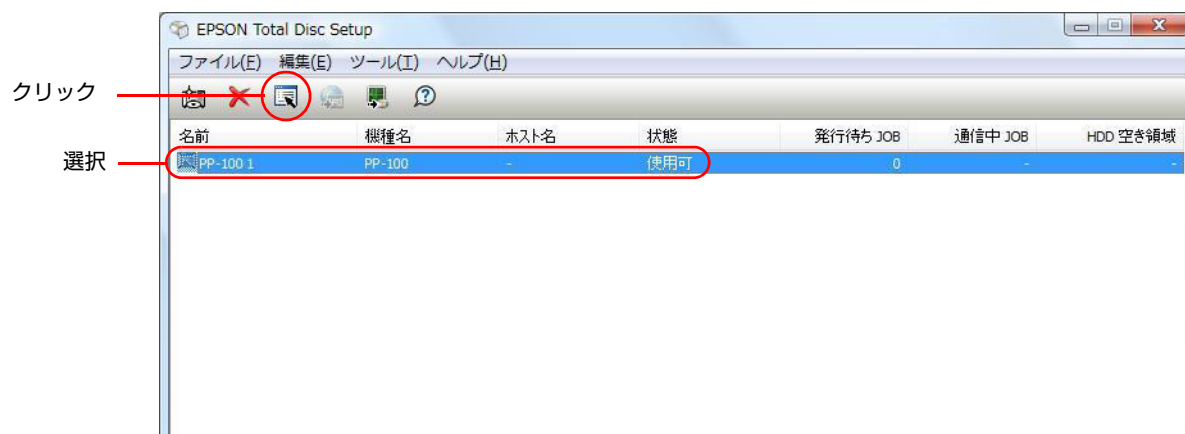 EPSON Total Disc Setup
ファイル(F) 編集(E) ツール(T) ヘルプ(H)
クリック
名前 機種名 ホスト名 状態 発行待ち JOB 通信中 JOB HDD 空き領域
選択
PP-100 1 PP-100 - 使用可 0 - -